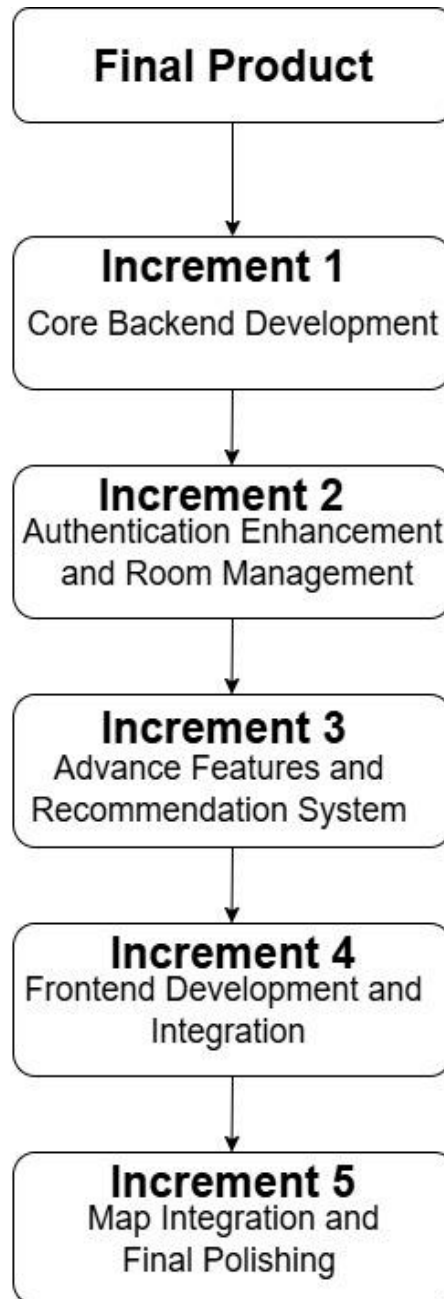 Final Product
Increment 1
Core Backend Development
Increment 2
Authentication Enhancement
and Room Management
Increment 3
Advance Features and
Recommendation System
Increment 4
Frontend Development and
Integration
Increment 5
Map Integration and
Final Polishing